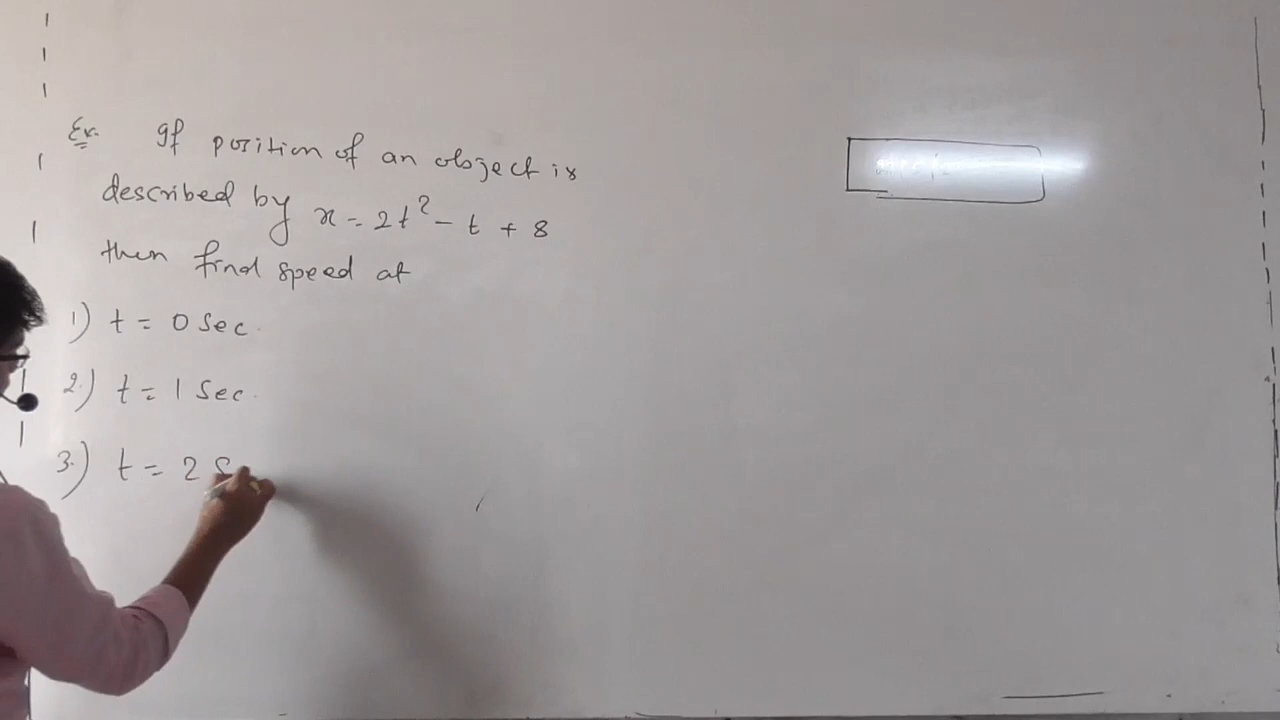 Ex. If position of an object is
described by x = 2t² - t + 8
then find speed at
1) t = 0 Sec.
2.) t = 1 Sec.
3.) t = 2 S